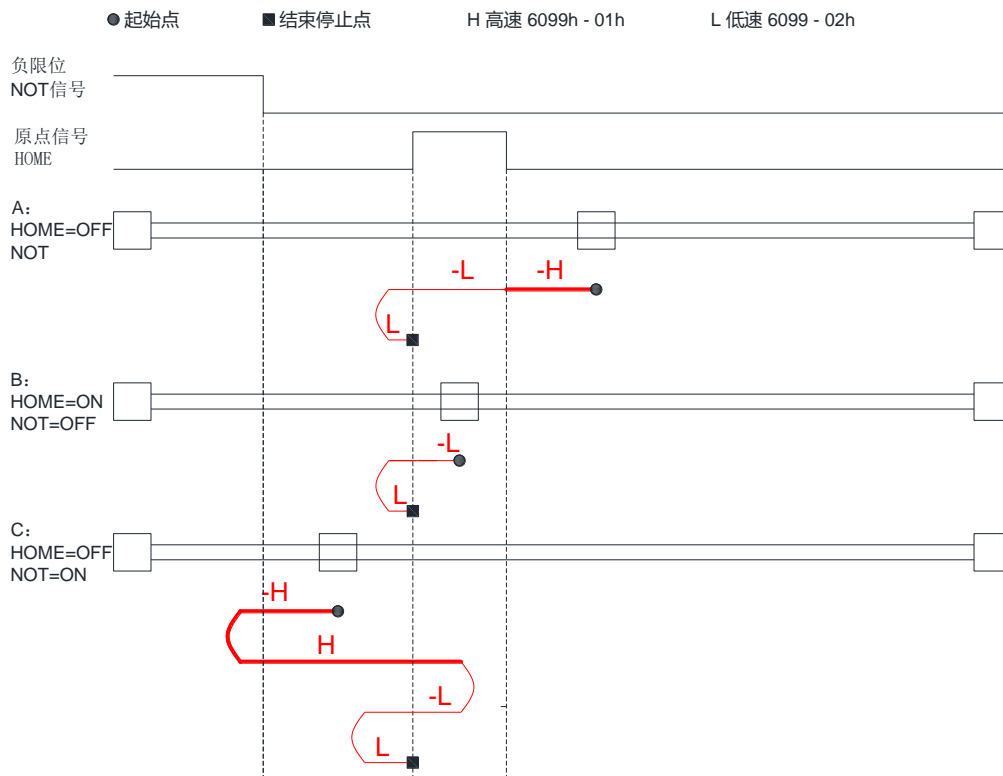 起始点 结束停止点 H 高速 6099h - 01h L 低速 6099 - 02h
负限位
NOT信号
原点信号
HOME
A：
HOME=OFF
NOT
-L -H
L
B：
HOME=ON
NOT=OFF
-L
L
C：
HOME=OFF
NOT=ON
-H
H
-L
L